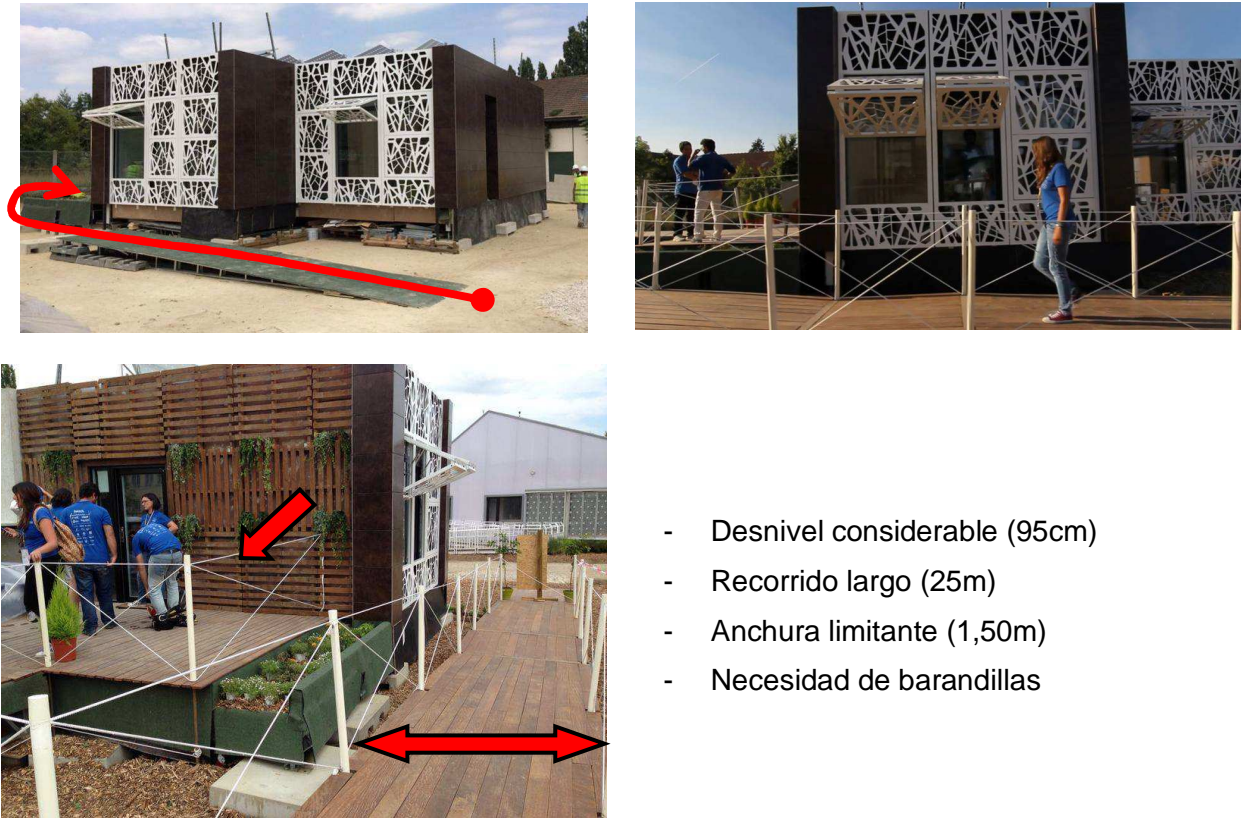 - Desnivel considerable (95cm)
- Recorrido largo (25m)
- Anchura limitante (1,50m)
- Necesidad de barandillas